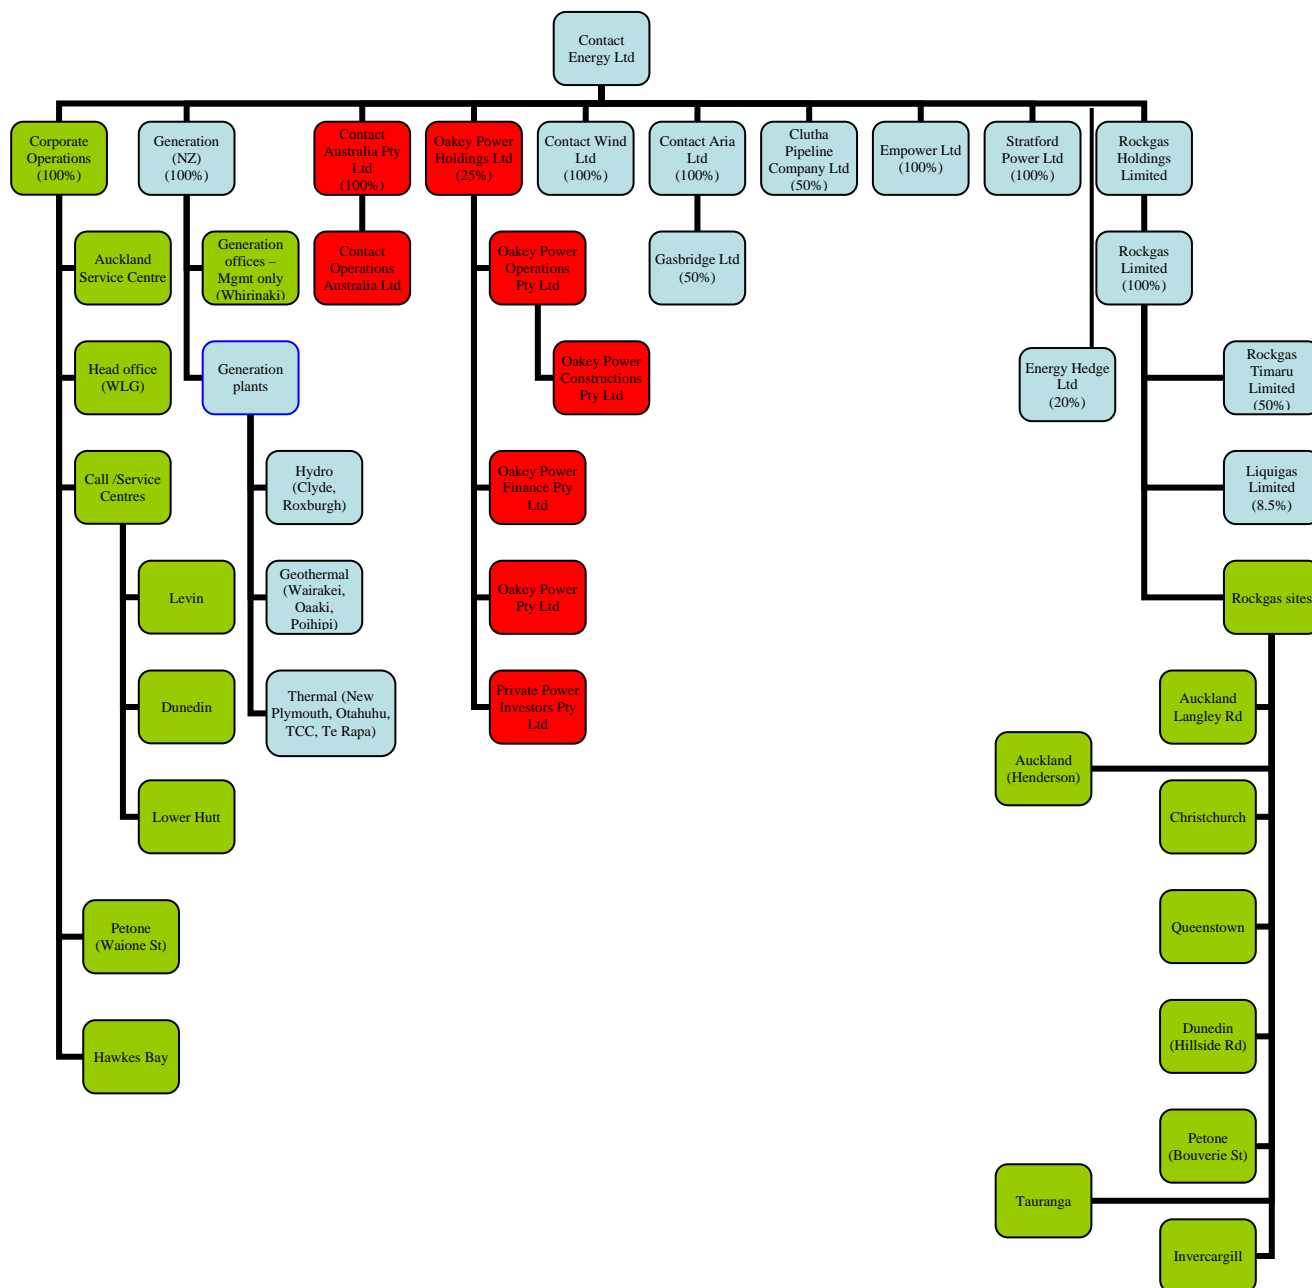 Contact
Energy Ltd
Corporate
Operations
(100%)
Generation
(NZ)
(100%)
Contact
Australia Pty
Ltd
(100%)
Oakey Power
Holdings Ltd
(25%)
Contact Wind
Ltd
(100%)
Contact Aria
Ltd
(100%)
Clutha
Pipeline
Company Ltd
(50%)
Empower Ltd
(100%)
Stratford
Power Ltd
(100%)
Rockgas
Holdings
Limited
Auckland
Service Centre
Generation
offices –
Mgmt only
(Whirinaki)
Contact
Operations
Australia Ltd
Oakey Power
Operations
Pty Ltd
Gasbridge Ltd
(50%)
Rockgas
Limited
(100%)
Head office
(WLG)
Generation
plants
Oakey Power
Constructions
Pty Ltd
Energy Hedge
Ltd
(20%)
Rockgas
Timaru
Limited
(50%)
Call /Service
Centres
Hydro
(Clyde,
Roxburgh)
Oakey Power
Finance Pty
Ltd
Liquigas
Limited
(8.5%)
Levin
Geothermal
(Wairakei,
Oaaki,
Poihipi)
Oakey Power
Pty Ltd
Rockgas sites
Dunedin
Thermal (New
Plymouth, Otahuhu,
TCC, Te Rapa)
Private Power
Investors Pty
Ltd
Auckland
Langley Rd
Auckland
(Henderson)
Lower Hutt
Christchurch
Petone
(Waione St)
Queenstown
Hawkes Bay
Dunedin
(Hillside Rd)
Petone
(Bouverie St)
Tauranga
Invercargill